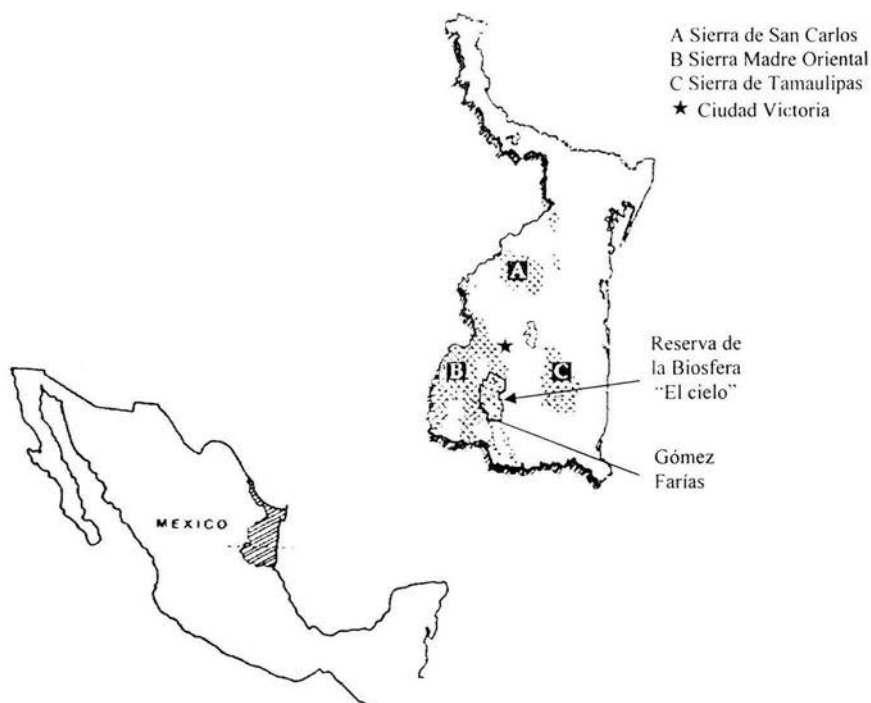 A Sierra de San Carlos
B Sierra Madre Oriental
C Sierra de Tamaulipas
★ Ciudad Victoria
A
B
C
Reserva de
la Biosfera
"El cielo"
Gómez
Farías
MEXICO